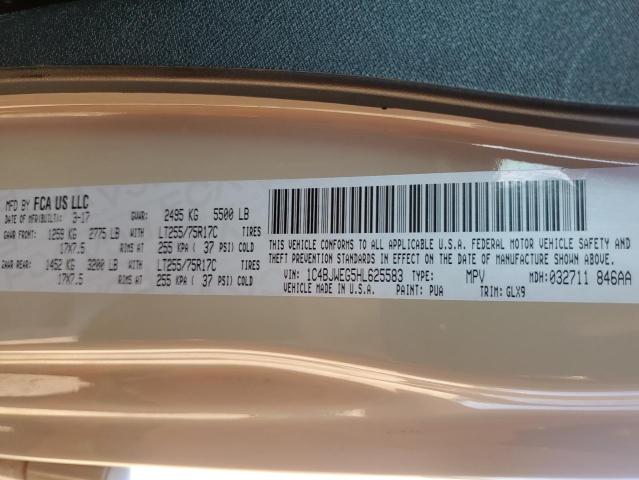 MFD BY FCA US LLC
DATE OF MFR(BUILT): 3-17 GVWR: 2495 KG 5500 LB
GAWR FRONT: 1259 KG 2775 LB WITH LT255/75R17C TIRES
17X7.5 RIMS AT 255 KPA ( 37 PSI) COLD
GAWR REAR: 1452 KG 3200 LB WITH LT255/75R17C TIRES
17X7.5 RIMS AT 255 KPA ( 37 PSI) COLD
THIS VEHICLE CONFORMS TO ALL APPLICABLE U.S.A. FEDERAL MOTOR VEHICLE SAFETY AND
THEFT PREVENTION STANDARDS IN EFFECT ON THE DATE OF MANUFACTURE SHOWN ABOVE.
VIN: 1C4BJWEG5HL625583 TYPE: MPV MDH: 032711 846AA
VEHICLE MADE IN U.S.A. PAINT: PUA TRIM: GLX9